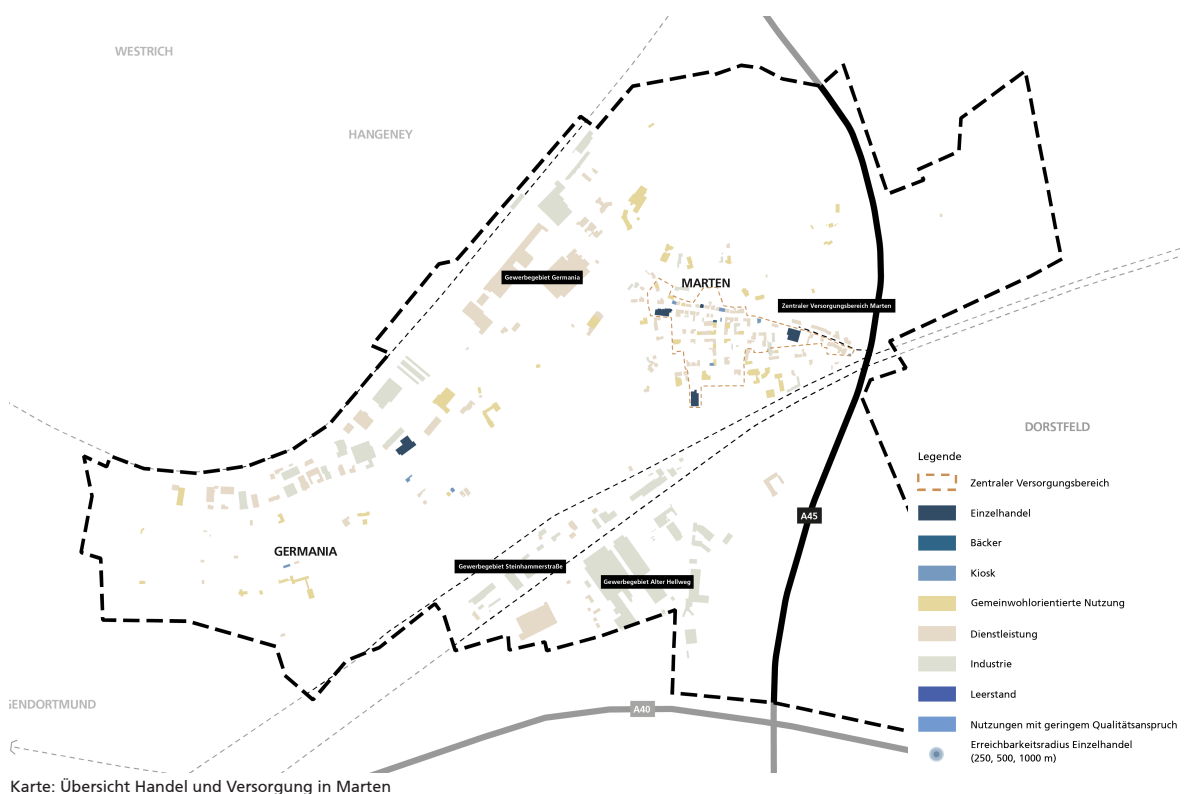 WESTRICH
HANGENEY
Gewerbegebiet Germania
MARTEN
Zentraler Versorgungsbereich Marten
DORSTFELD
A45
GERMANIA
Gewerbegebiet Steinhammerstraße
Gewerbegebiet Alter Hellweg
ENDORTMUND
A40
Legende
Zentraler Versorgungsbereich
Einzelhandel
Bäcker
Kiosk
Gemeinwohlorientierte Nutzung
Dienstleistung
Industrie
Leerstand
Nutzungen mit geringem Qualitätsanspruch
Erreichbarkeitsradius Einzelhandel
(250, 500, 1000 m)
Karte: Übersicht Handel und Versorgung in Marten